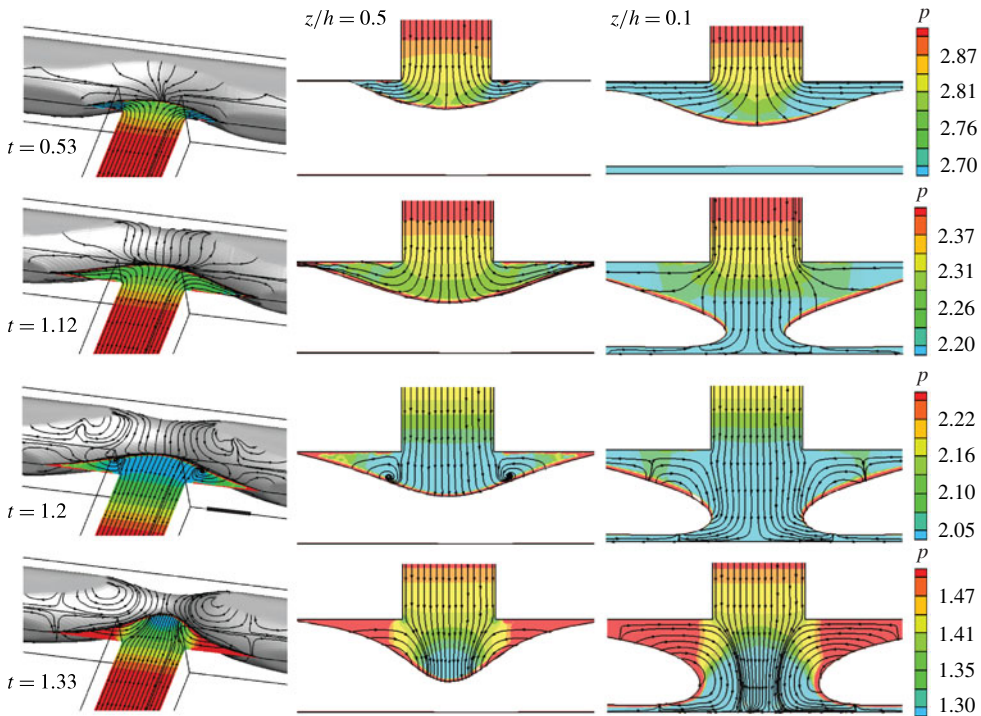 z/h = 0.5
z/h = 0.1
p
2.87
2.81
2.76
2.70
t = 0.53
p
2.37
2.31
2.26
2.20
t = 1.12
p
2.22
2.16
2.10
2.05
t = 1.2
p
1.47
1.41
1.35
1.30
t = 1.33